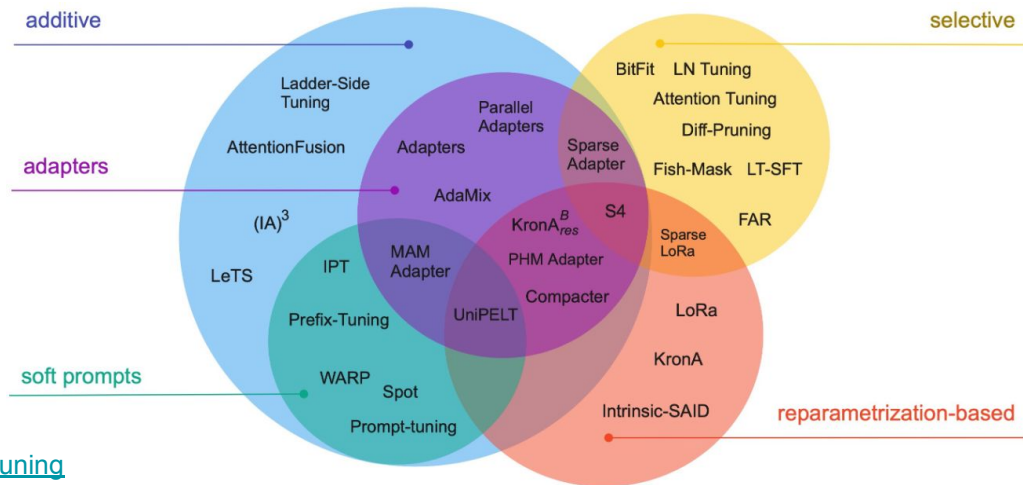 additive
selective
BitFit LN Tuning
Ladder-Side
Tuning
Attention Tuning
Parallel
Adapters
Diff-Pruning
AttentionFusion
Adapters
Sparse
Adapter
adapters
Fish-Mask LT-SFT
AdaMix
S4
FAR
(IA)³
KronA^B_res
Sparse
LoRa
MAM
Adapter
PHM Adapter
IPT
LeTS
Compacter
UniPELT
LoRa
Prefix-Tuning
KronA
soft prompts
WARP
Spot
Intrinsic-SAID
reparametrization-based
Prompt-tuning
uning